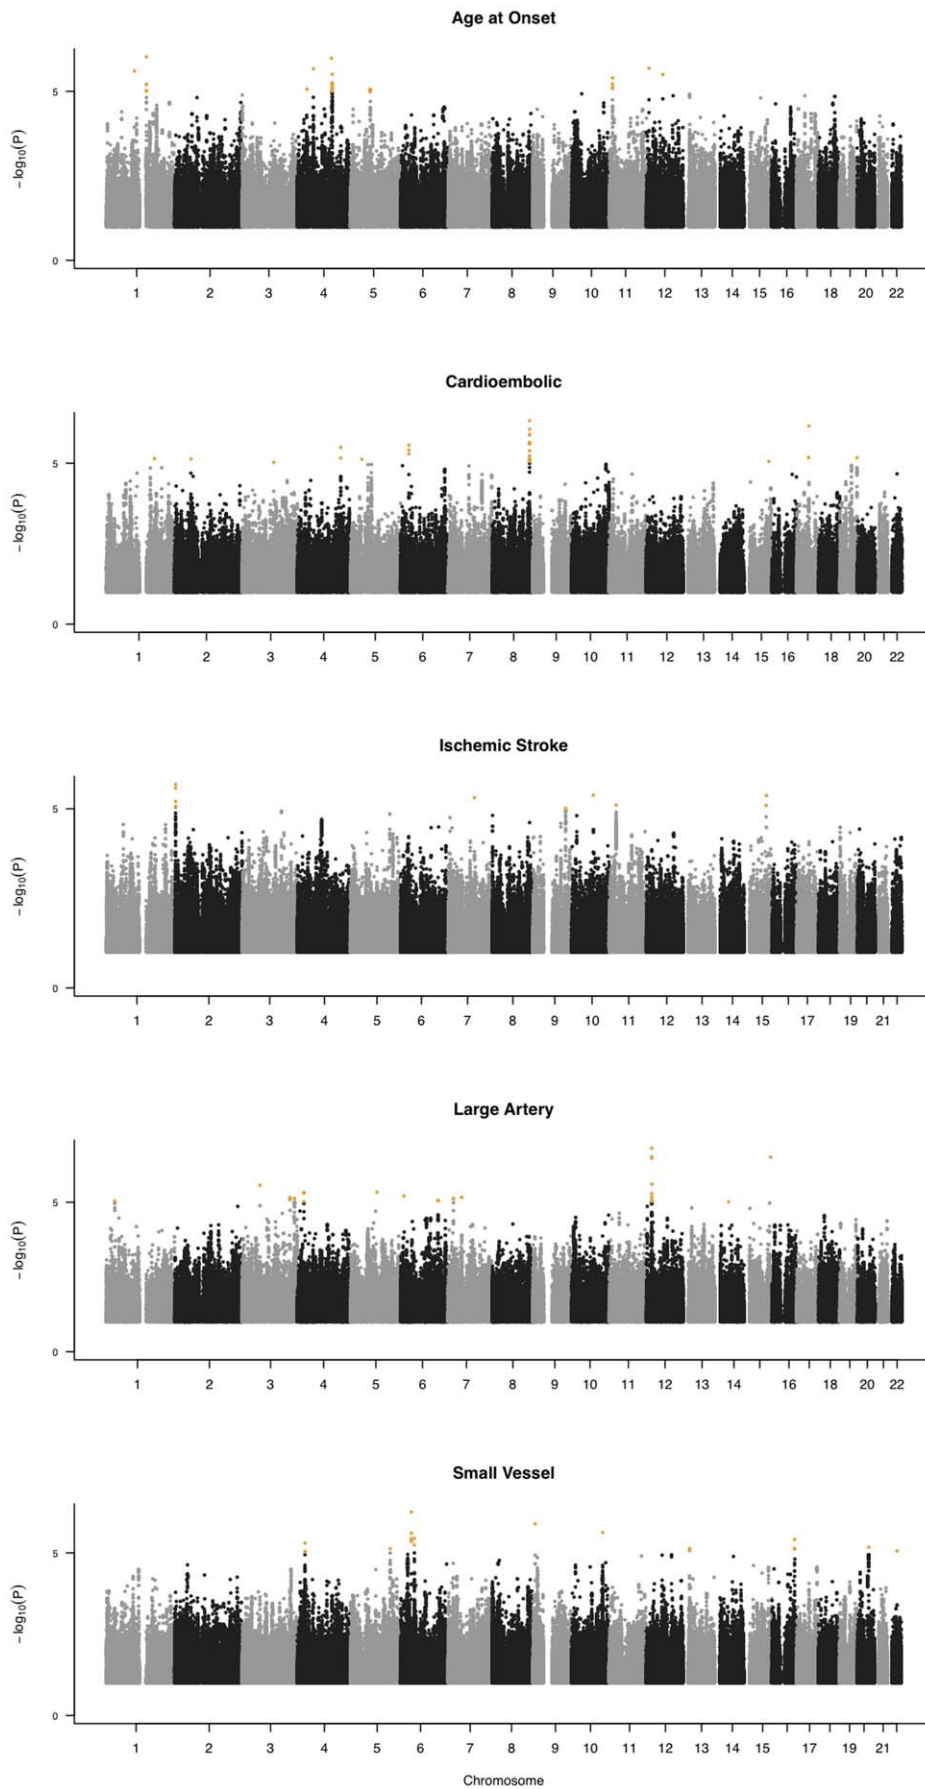 Age at Onset
5
− log10(P)
0
1 2 3 4 5 6 7 8 9 10 11 12 13 14 15 16 18 20 22
Cardioembolic
5
− log10(P)
0
1 2 3 4 5 6 7 8 9 10 11 12 13 14 15 16 17 18 20 22
Ischemic Stroke
5
− log10(P)
0
1 2 3 4 5 6 7 8 9 10 11 12 13 14 15 17 19 21
Large Artery
5
− log10(P)
0
1 2 3 4 5 6 7 8 9 10 11 12 13 14 16 18 20 22
Small Vessel
5
− log10(P)
0
1 2 3 4 5 6 7 8 9 10 11 12 13 14 15 17 19 21
Chromosome